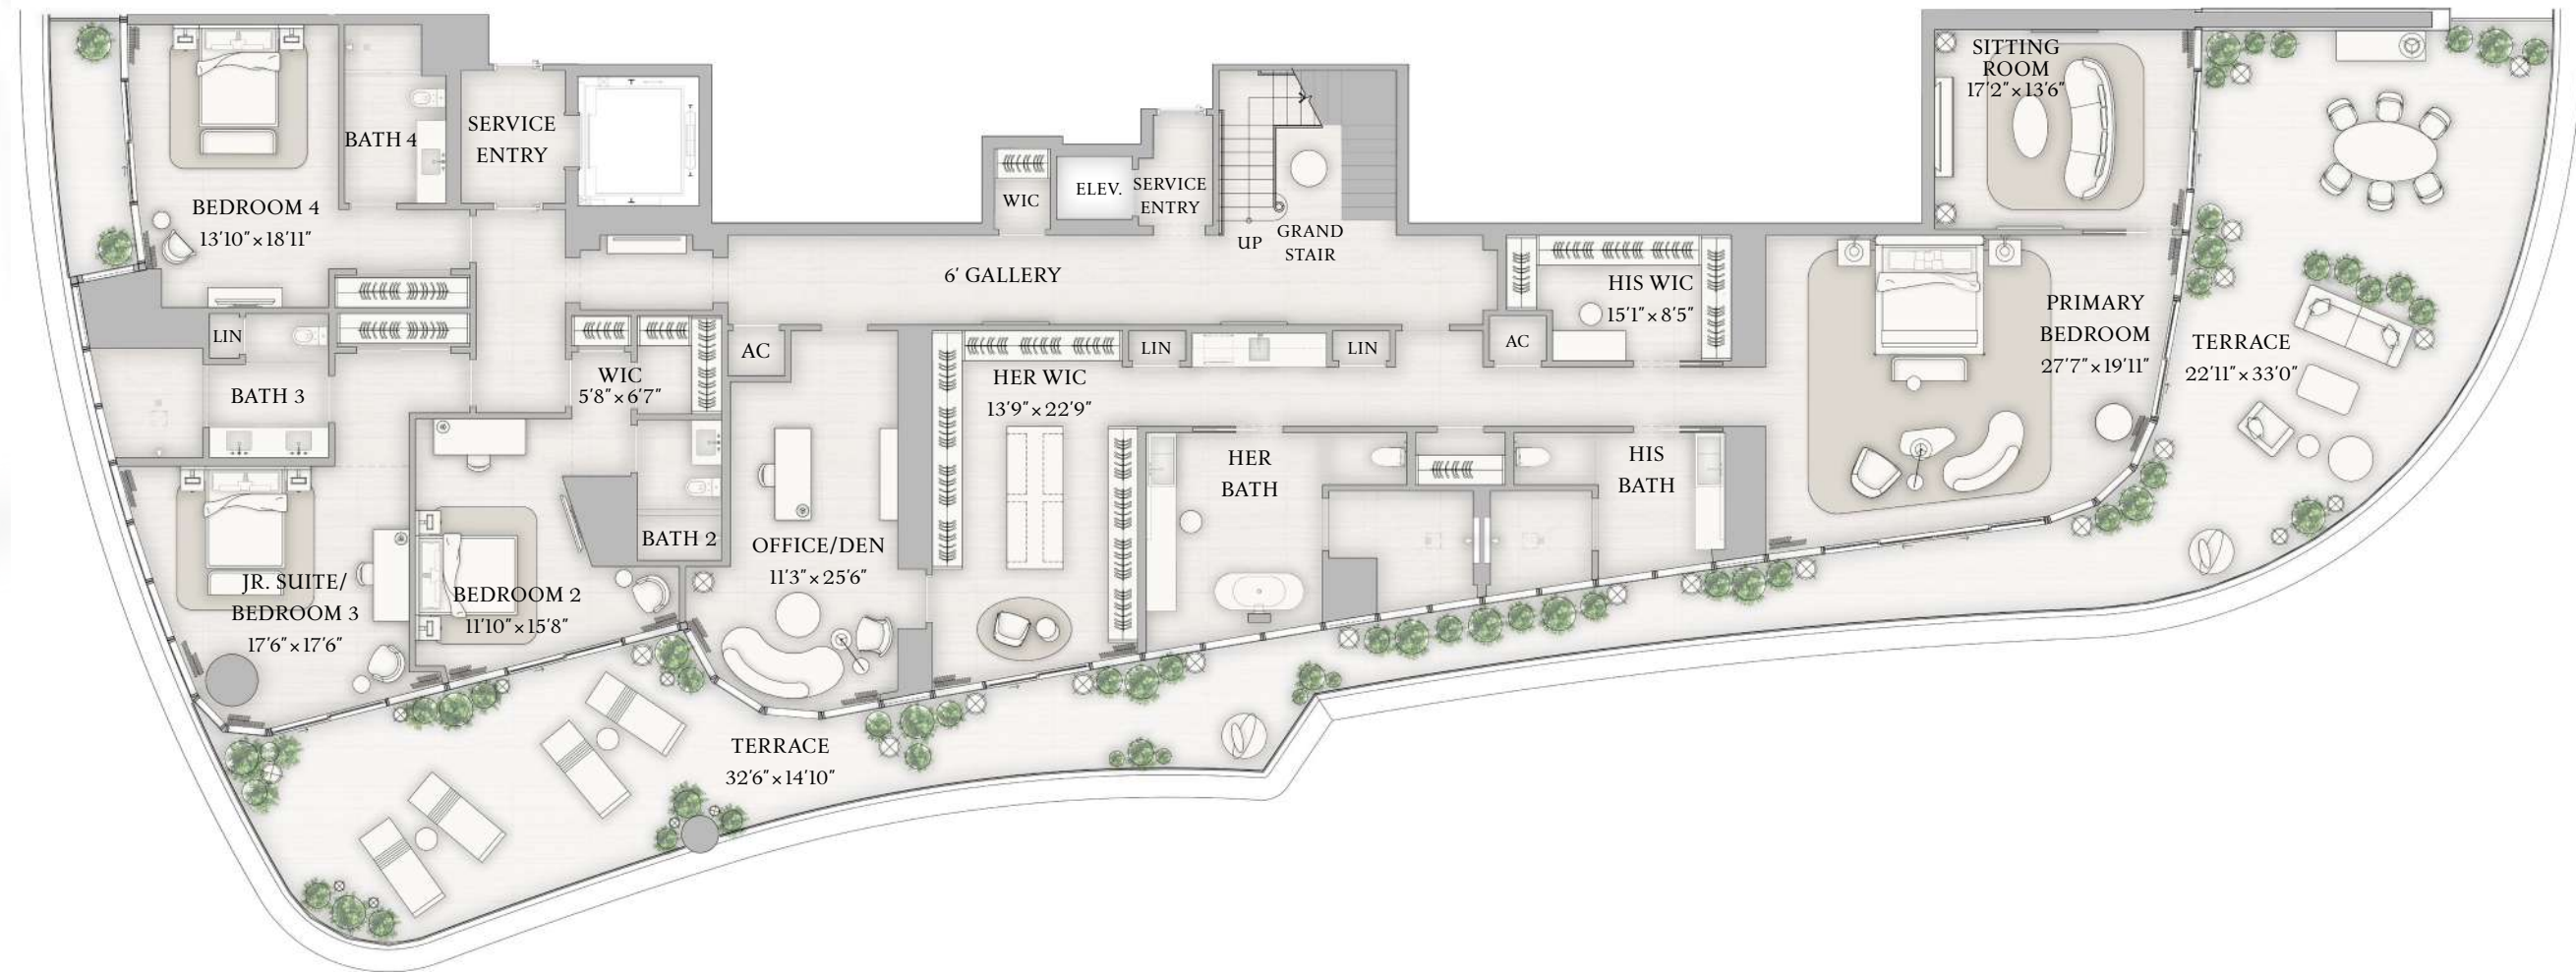 BEDROOM 4
13'10" × 18'11"
BATH 4
SERVICE
ENTRY
WIC
ELEV.
SERVICE
ENTRY
UP
GRAND
STAIR
6' GALLERY
SITTING
ROOM
17'2" × 13'6"
HIS WIC
15'1" × 8'5"
PRIMARY
BEDROOM
27'7" × 19'11"
TERRACE
22'11" × 33'0"
LIN
BATH 3
WIC
5'8" × 6'7"
AC
HER WIC
13'9" × 22'9"
LIN
LIN
AC
HER
BATH
HIS
BATH
JR. SUITE/
BEDROOM 3
17'6" × 17'6"
BEDROOM 2
11'10" × 15'8"
BATH 2
OFFICE/DEN
11'3" × 25'6"
TERRACE
32'6" × 14'10"